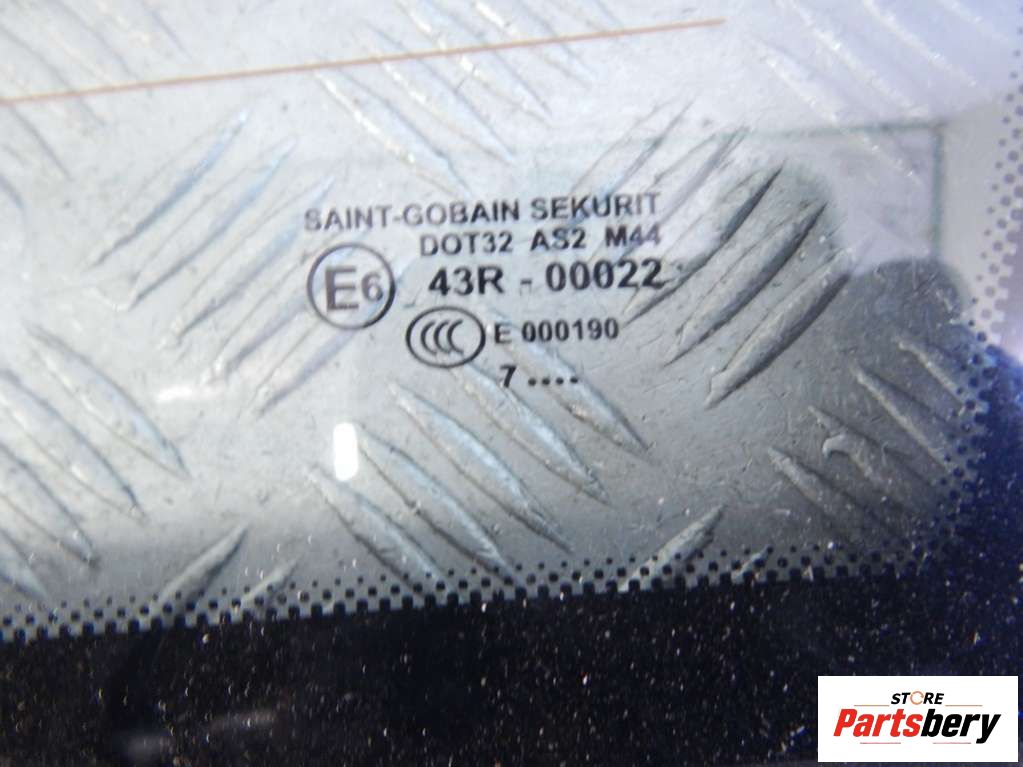 SAINT-GOBAIN SEKURIT
DOT32 AS2 M44
E6 43R - 00022
CCC E 000190
7 ....
STORE
Partsbery